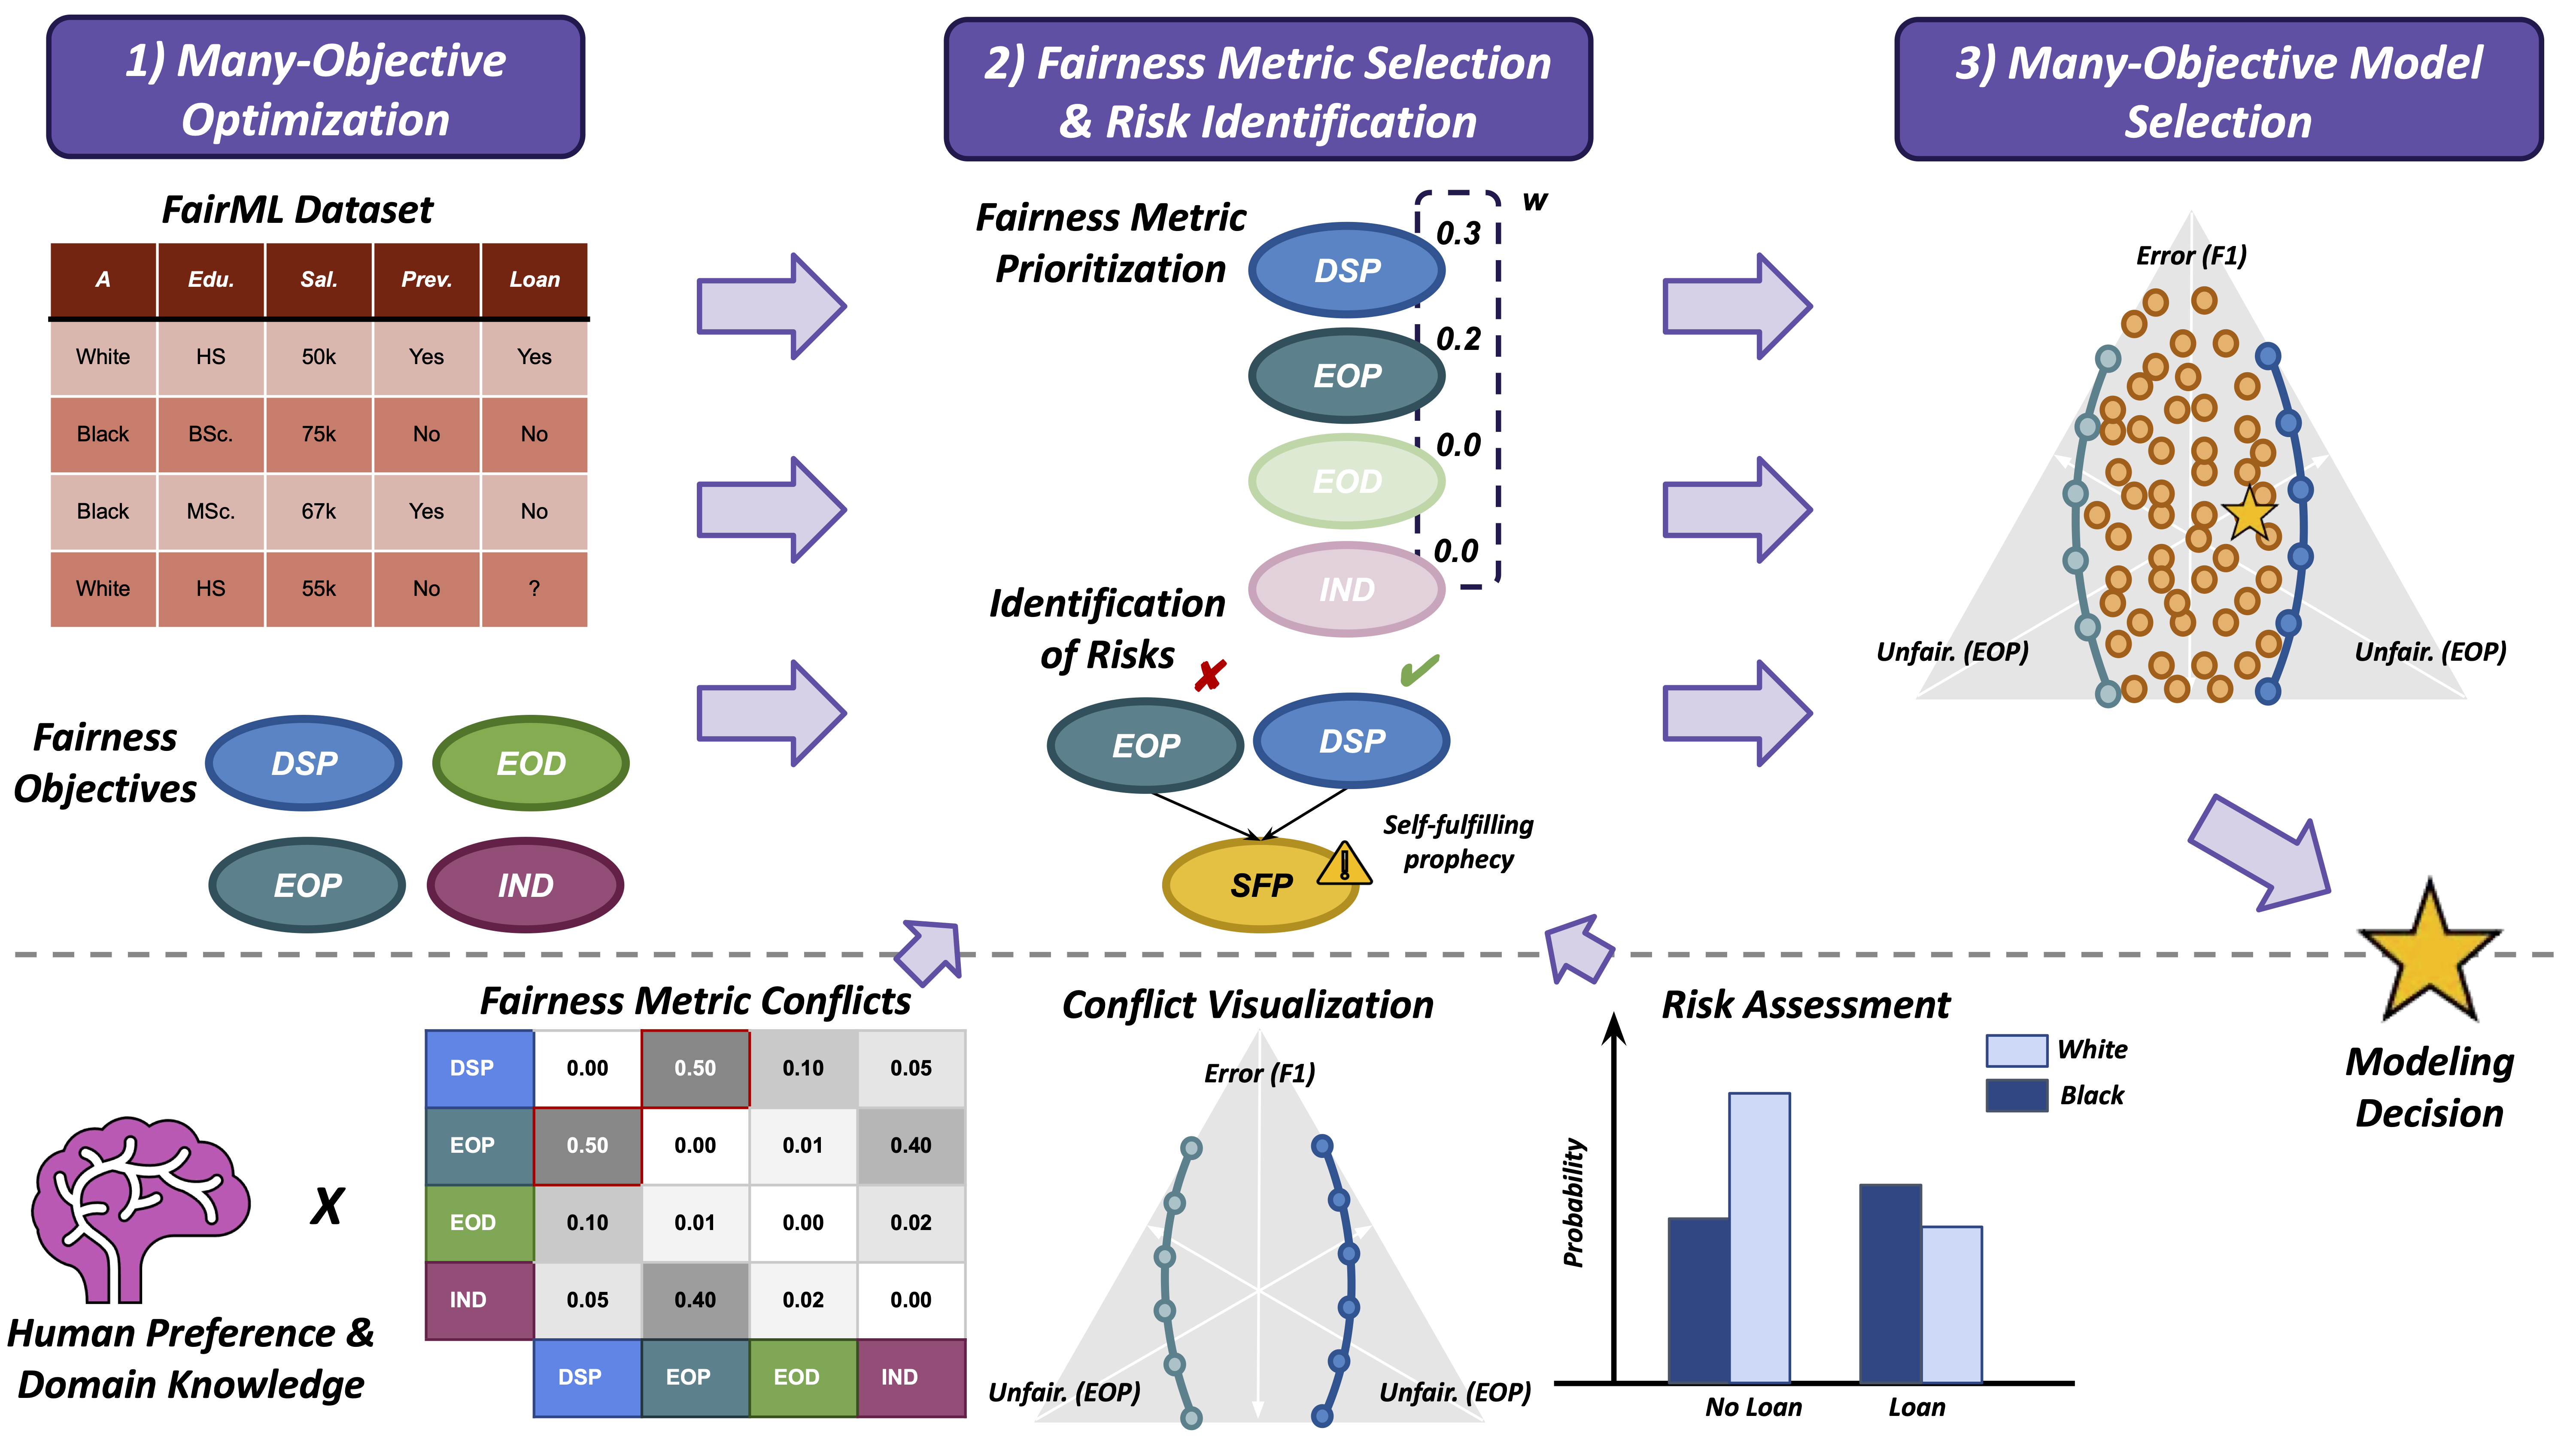 1) Many-Objective
Optimization
2) Fairness Metric Selection
& Risk Identification
3) Many-Objective Model
Selection
FairML Dataset
A Edu. Sal. Prev. Loan
White HS 50k Yes Yes
Black BSc. 75k No No
Black MSc. 67k Yes No
White HS 55k No ?
Fairness
Objectives
DSP EOD
EOP IND
Fairness Metric
Prioritization
w
0.3
DSP
0.2
EOP
0.0
EOD
0.0
IND
Identification
of Risks
✘ ✔
EOP DSP
SFP
!
Self-fulfilling
prophecy
Error (F1)
Unfair. (EOP) Unfair. (EOP)
Modeling
Decision
Human Preference &
Domain Knowledge
X
Fairness Metric Conflicts
DSP 0.00 0.50 0.10 0.05
EOP 0.50 0.00 0.01 0.40
EOD 0.10 0.01 0.00 0.02
IND 0.05 0.40 0.02 0.00
DSP EOP EOD IND
Conflict Visualization
Error (F1)
Unfair. (EOP) Unfair. (EOP)
Risk Assessment
White
Black
Probability
No Loan Loan